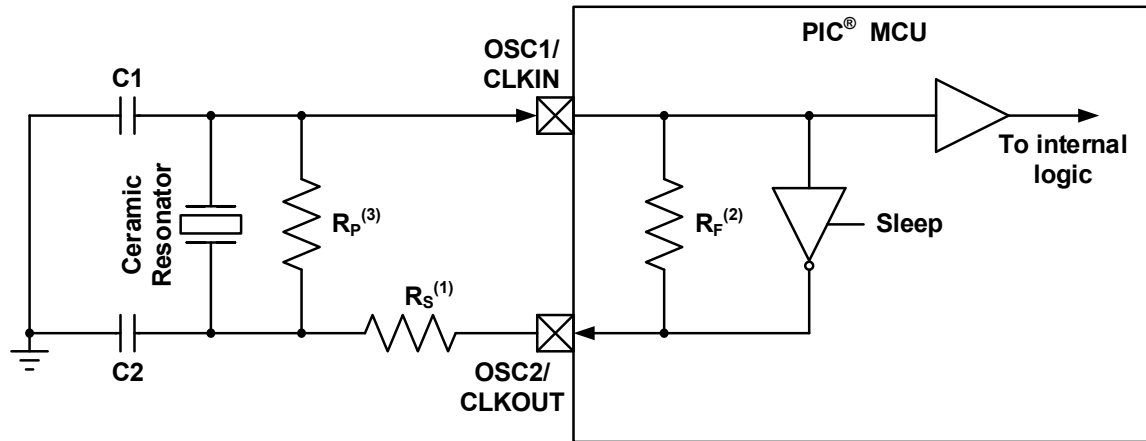 PIC® MCU
OSC1/
CLKIN
C1
To internal
logic
Ceramic
Resonator
RP(3)
RF(2)
Sleep
RS(1)
C2
OSC2/
CLKOUT